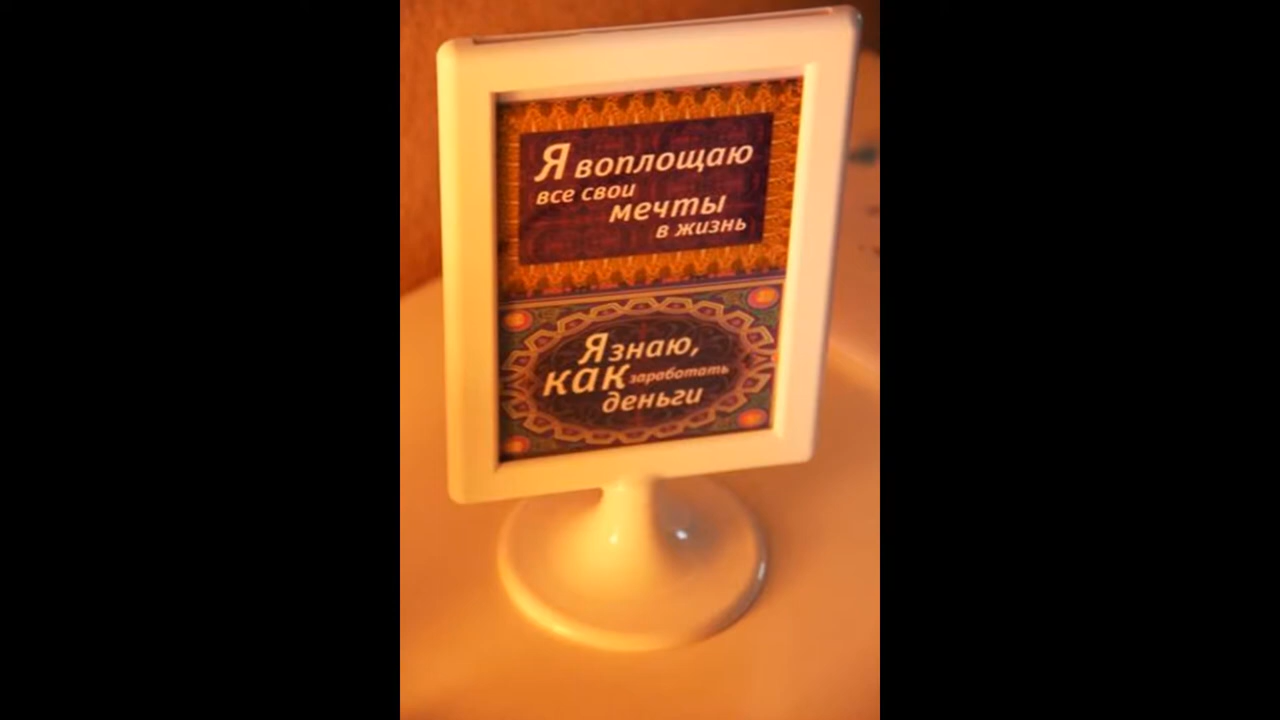 Я воплощаю
все свои
мечты
в жизнь
Я знаю,
как заработать
деньги